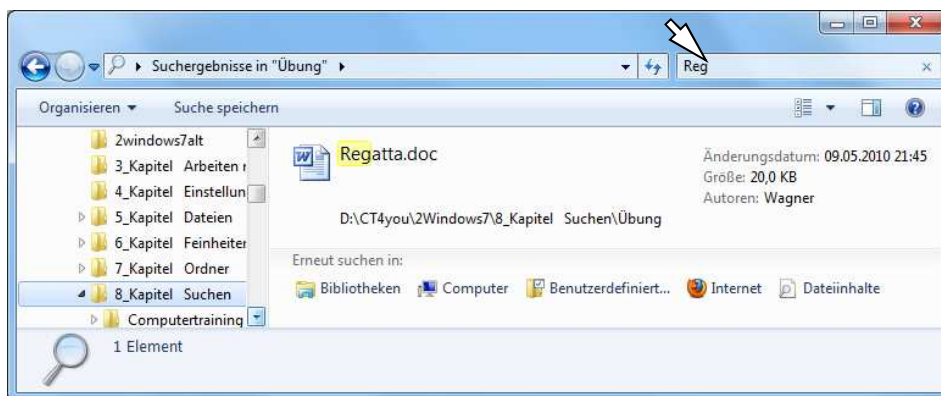 Suchergebnisse in "Übung"
Reg
Organisieren
Suche speichern
2windows7alt
3_Kapitel Arbeiten
4_Kapitel Einstellun
5_Kapitel Dateien
6_Kapitel Feinheiter
7_Kapitel Ordner
8_Kapitel Suchen
Computertraining
Regatta.doc
D:\CT4you\2Windows7\8_Kapitel Suchen\Übung
Änderungsdatum: 09.05.2010 21:45
Größe: 20,0 KB
Autoren: Wagner
Erneut suchen in:
Bibliotheken Computer Benutzerdefiniert... Internet Dateiinhalte
1 Element